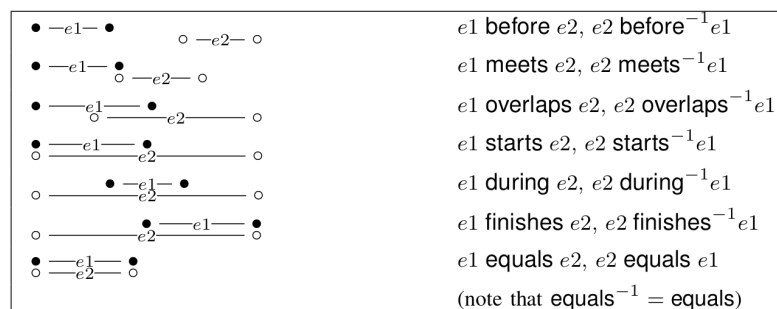 e1 e1 before e2, e2 before⁻¹e1
e2
e1 e1 meets e2, e2 meets⁻¹e1
e2
e1 e1 overlaps e2, e2 overlaps⁻¹e1
e2
e1 e1 starts e2, e2 starts⁻¹e1
e2
e1 e1 during e2, e2 during⁻¹e1
e2
e1 e1 finishes e2, e2 finishes⁻¹e1
e2
e1 e1 equals e2, e2 equals e1
e2
(note that equals⁻¹ = equals)